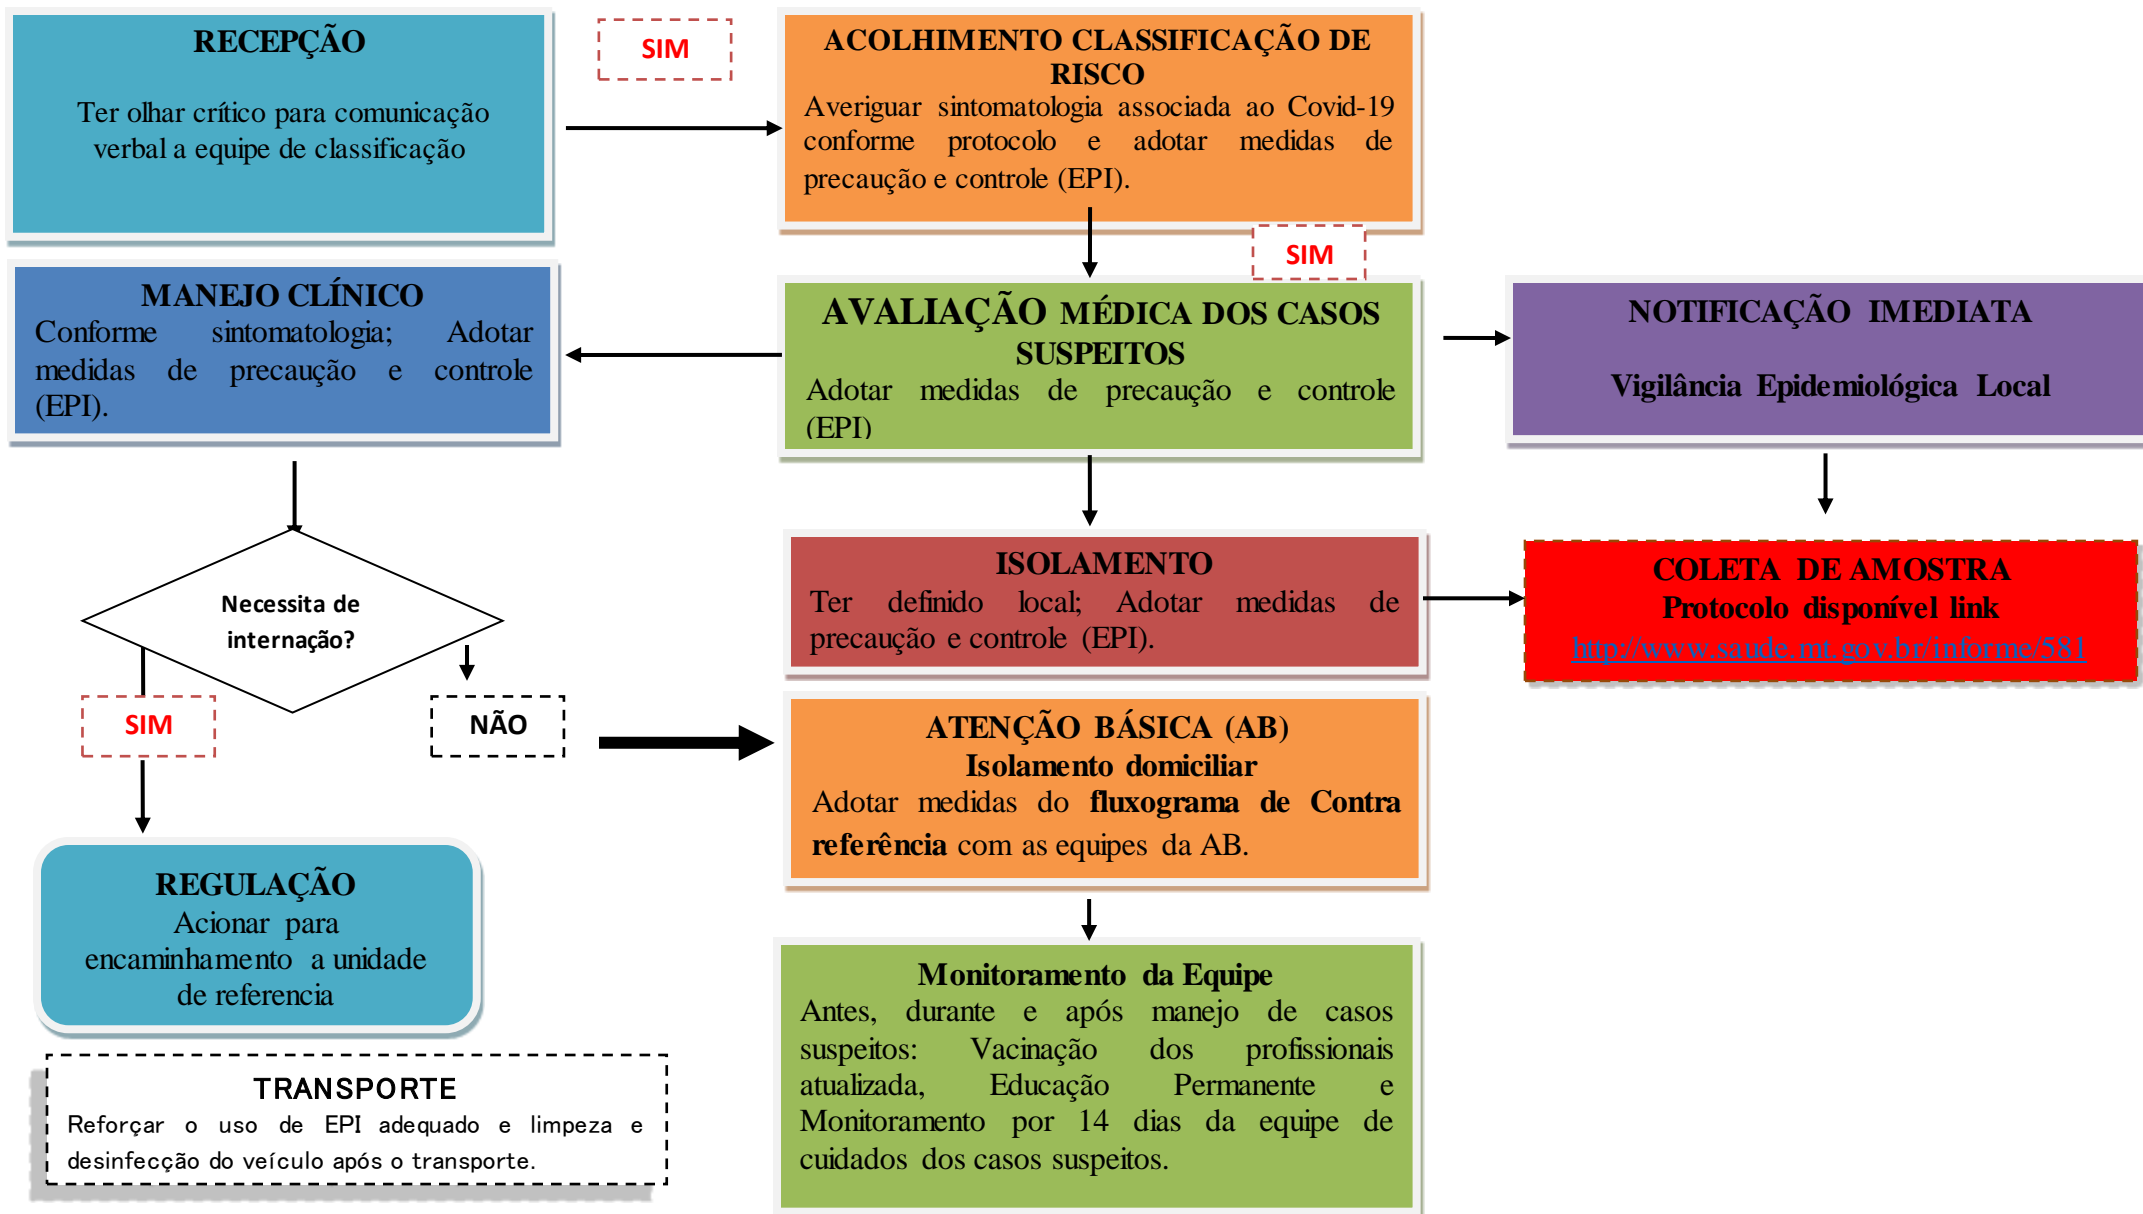 RECEPÇÃO
Ter olhar crítico para comunicação
verbal a equipe de classificação
SIM
ACOLHIMENTO CLASSIFICAÇÃO DE
RISCO
Averiguar sintomatologia associada ao Covid-19
conforme protocolo e adotar medidas de
precaução e controle (EPI).
SIM
MANEJO CLÍNICO
Conforme sintomatologia; Adotar
medidas de precaução e controle
(EPI).
AVALIAÇÃO MÉDICA DOS CASOS
SUSPEITOS
Adotar medidas de precaução e controle
(EPI)
NOTIFICAÇÃO IMEDIATA
Vigilância Epidemiológica Local
Necessita de
internação?
ISOLAMENTO
Ter definido local; Adotar medidas de
precaução e controle (EPI).
COLETA DE AMOSTRA
Protocolo disponível link
http://www.saude.mt.gov.br/informe/581
SIM
NÃO
ATENÇÃO BÁSICA (AB)
Isolamento domiciliar
Adotar medidas do fluxograma de Contra
referência com as equipes da AB.
REGULAÇÃO
Acionar para
encaminhamento a unidade
de referencia
Monitoramento da Equipe
Antes, durante e após manejo de casos
suspeitos: Vacinação dos profissionais
atualizada, Educação Permanente e
Monitoramento por 14 dias da equipe de
cuidados dos casos suspeitos.
TRANSPORTE
Reforçar o uso de EPI adequado e limpeza e
desinfecção do veículo após o transporte.